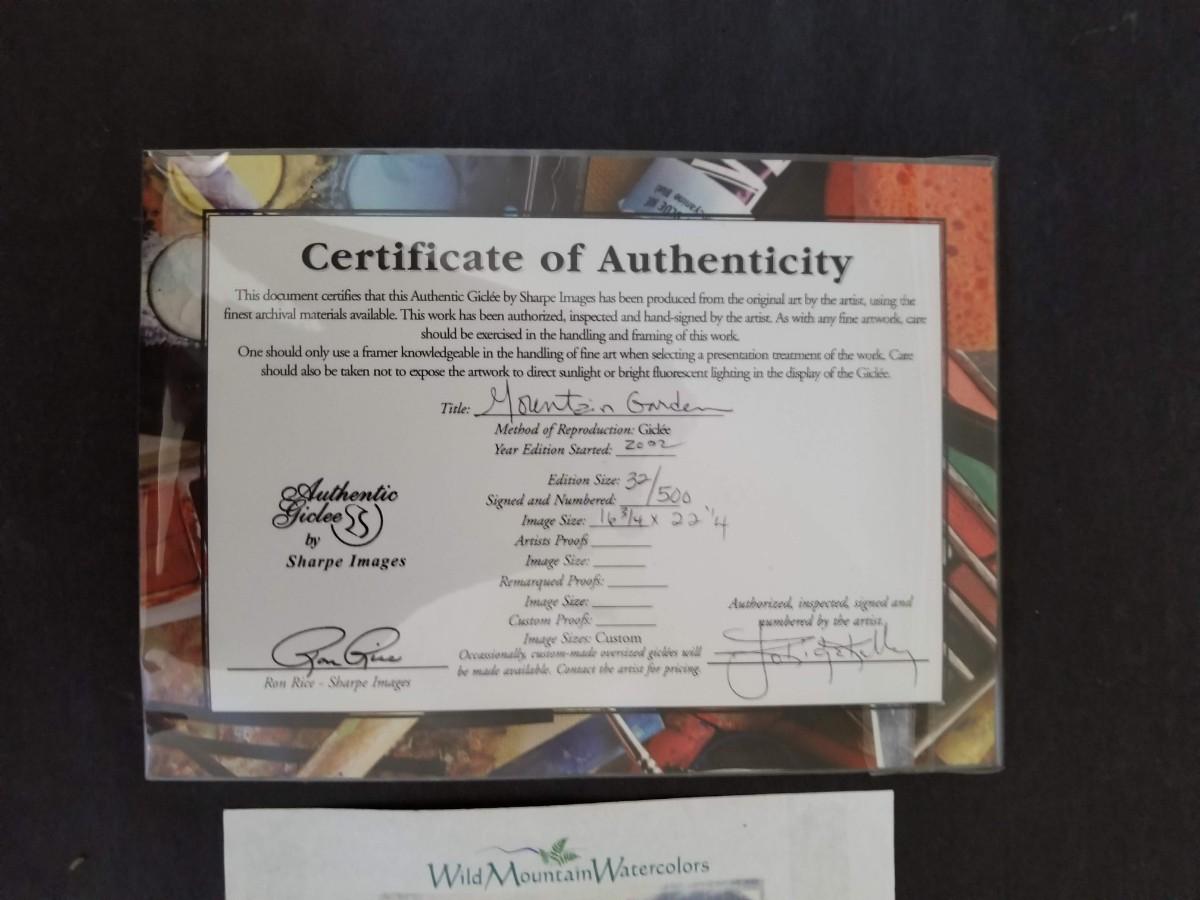 Certificate of Authenticity
This document certifies that this Authentic Giclée by Sharpe Images has been produced from the original art by the artist, using the
finest archival materials available. This work has been authorized, inspected and hand-signed by the artist. As with any fine artwork, care
should be exercised in the handling and framing of this work.
One should only use a framer knowledgeable in the handling of fine art when selecting a presentation treatment of the work. Care
should also be taken not to expose the artwork to direct sunlight or bright fluorescent lighting in the display of the Giclée.
Title: Mountain Garden
Method of Reproduction: Giclée
Year Edition Started: 2002
Edition Size: 32/500
Signed and Numbered:
Image Size: 16 3/4 x 22 1/4
Artists Proofs
Image Size:
Remarqued Proofs:
Image Size:
Custom Proofs:
Image Sizes: Custom
Occassionally, custom-made oversized giclées will
be made available. Contact the artist for pricing.
Authentic
Giclee
by
Sharpe Images
Ron Rice
Ron Rice - Sharpe Images
Authorized, inspected, signed and
numbered by the artist.
WildMountainWatercolors